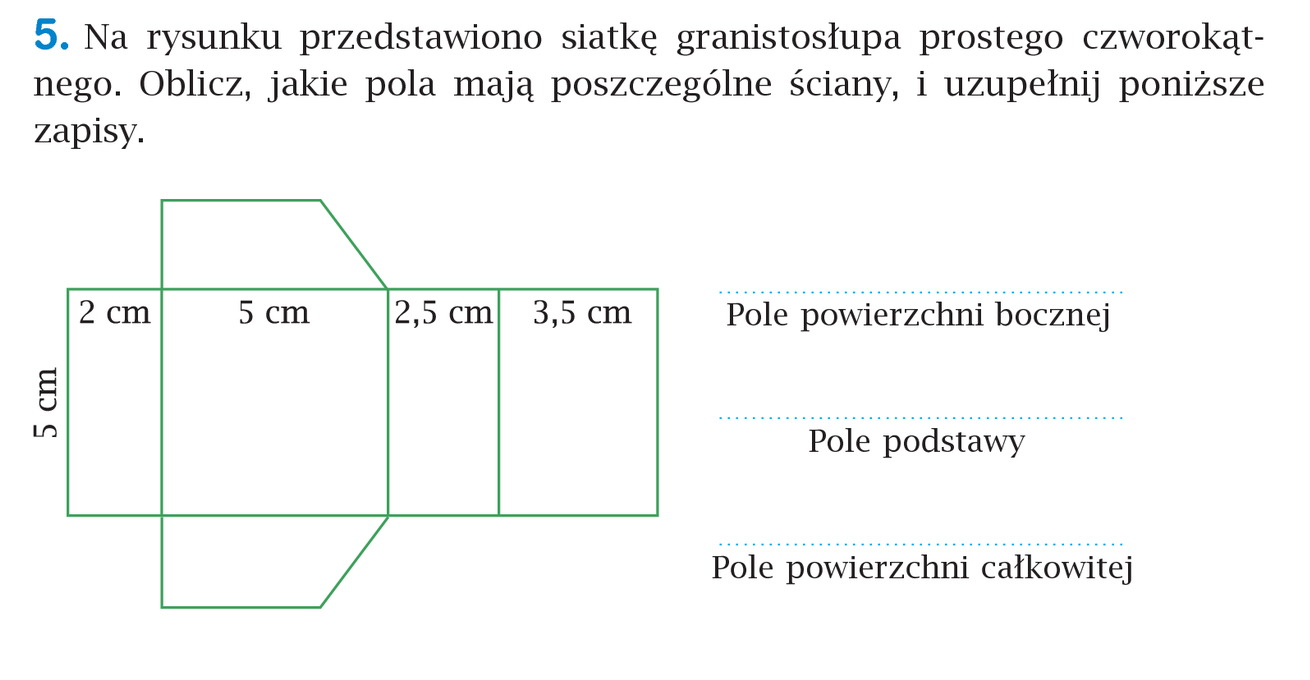 5. Na rysunku przedstawiono siatkę granistosłupa prostego czworokąt-
nego. Oblicz, jakie pola mają poszczególne ściany, i uzupełnij poniższe
zapisy.
2 cm 5 cm 2,5 cm 3,5 cm
5 cm
Pole powierzchni bocznej
Pole podstawy
Pole powierzchni całkowitej